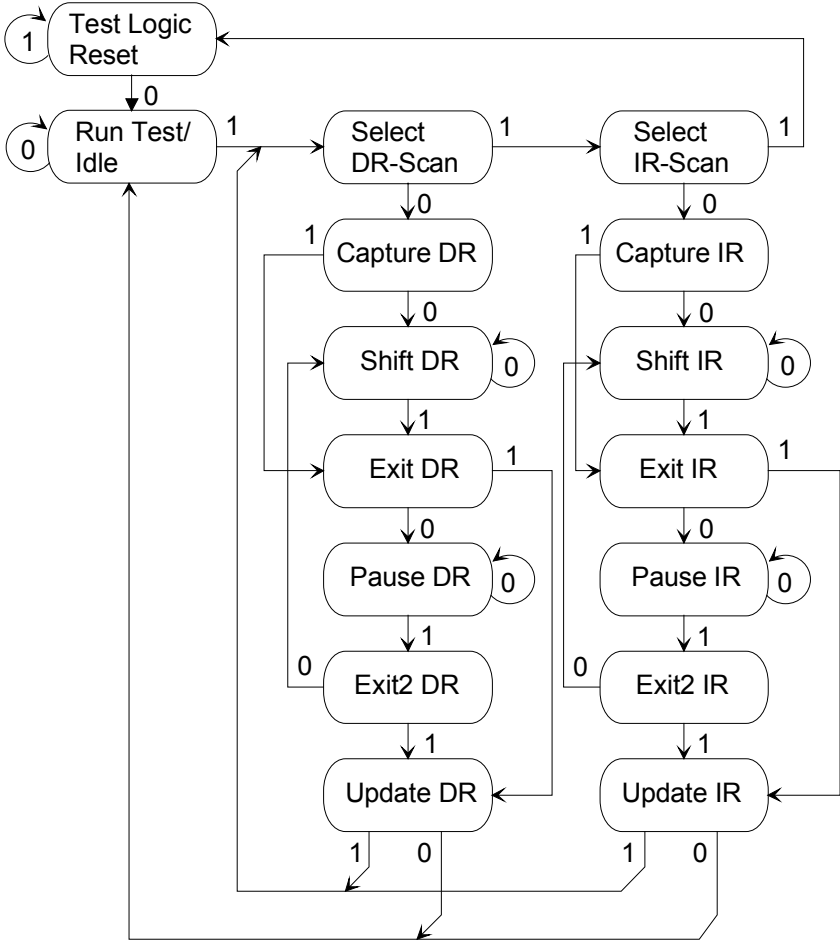 Test Logic
Reset
1
0
Run Test/
Idle
0
1
Select
DR-Scan
1
Select
IR-Scan
1
0
0
1
Capture DR
1
Capture IR
0
0
Shift DR
0
Shift IR
0
1
1
Exit DR
1
Exit IR
1
0
0
Pause DR
0
Pause IR
0
1
1
0
Exit2 DR
0
Exit2 IR
1
1
Update DR
Update IR
1
0
1
0